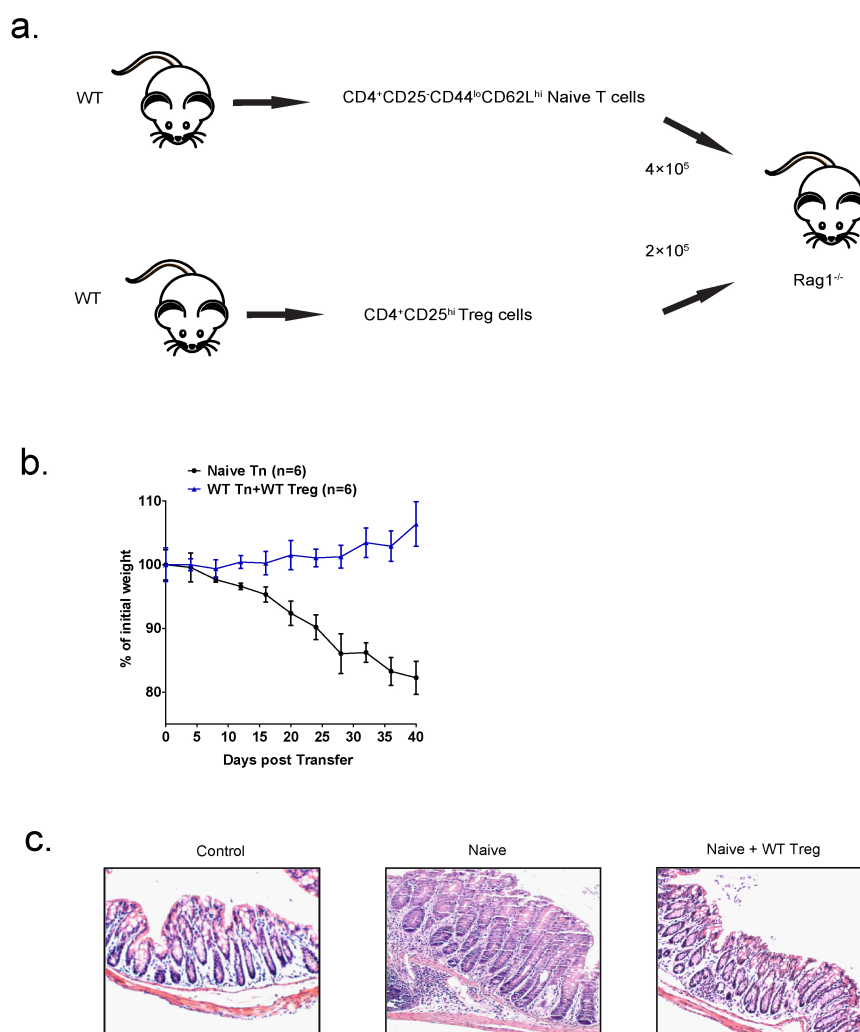 a.
WT
CD4⁺CD25⁻CD44ˡᵒCD62Lʰⁱ Naive T cells
4×10⁵
2×10⁵
Rag1⁻/⁻
WT
CD4⁺CD25ʰⁱ Treg cells
b.
Naive Tn (n=6)
WT Tn+WT Treg (n=6)
110
100
90
80
% of initial weight
0 5 10 15 20 25 30 35 40
Days post Transfer
c.
Control
Naive
Naive + WT Treg